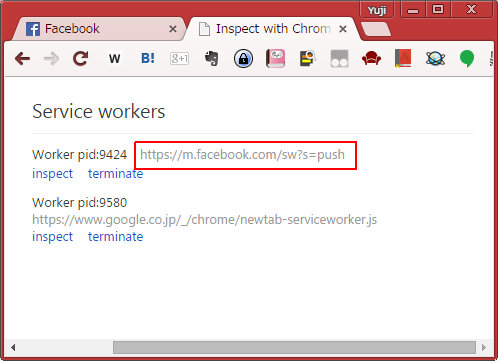 Yuji
Facebook
Inspect with Chrom
W B! g+1
Service workers
Worker pid:9424 https://m.facebook.com/sw?s=push
inspect terminate
Worker pid:9580
https://www.google.co.jp/_/chrome/newtab-serviceworker.js
inspect terminate